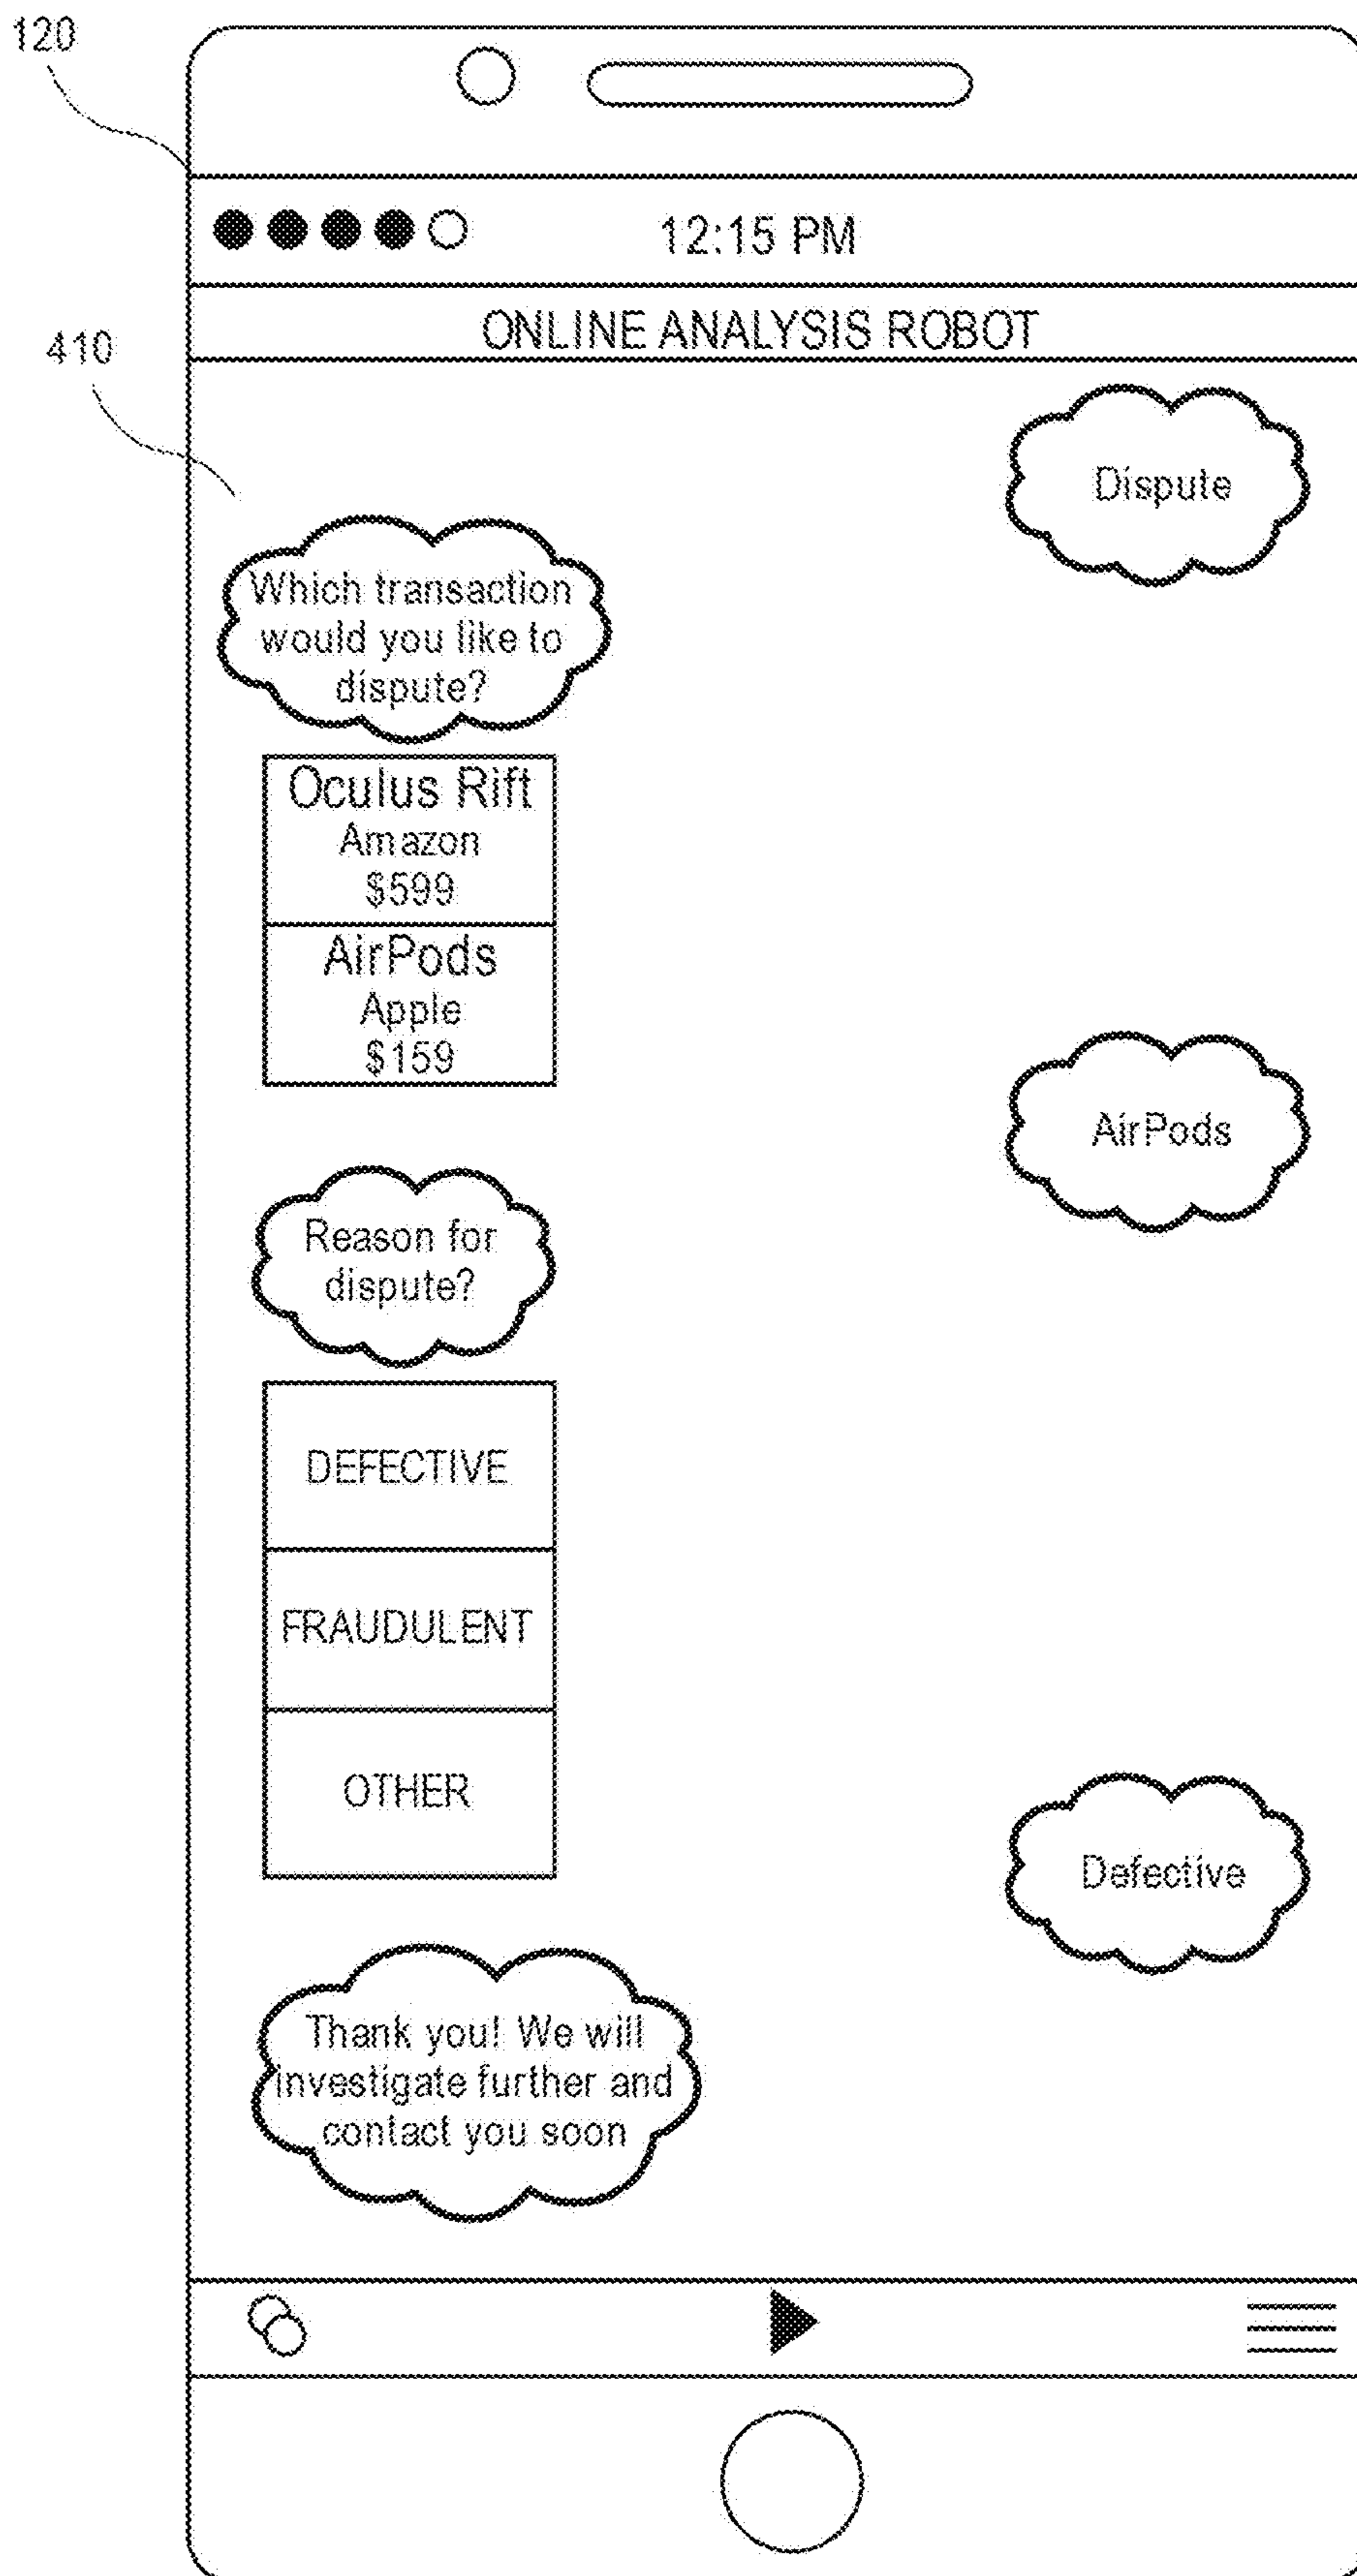 120
12:15 PM
ONLINE ANALYSIS ROBOT
410
Dispute
Which transaction
would you like to
dispute?
Oculus Rift
Amazon
$599
AirPods
Apple
$159
AirPods
Reason for
dispute?
DEFECTIVE
FRAUDULENT
OTHER
Defective
Thank you! We will
investigate further and
contact you soon